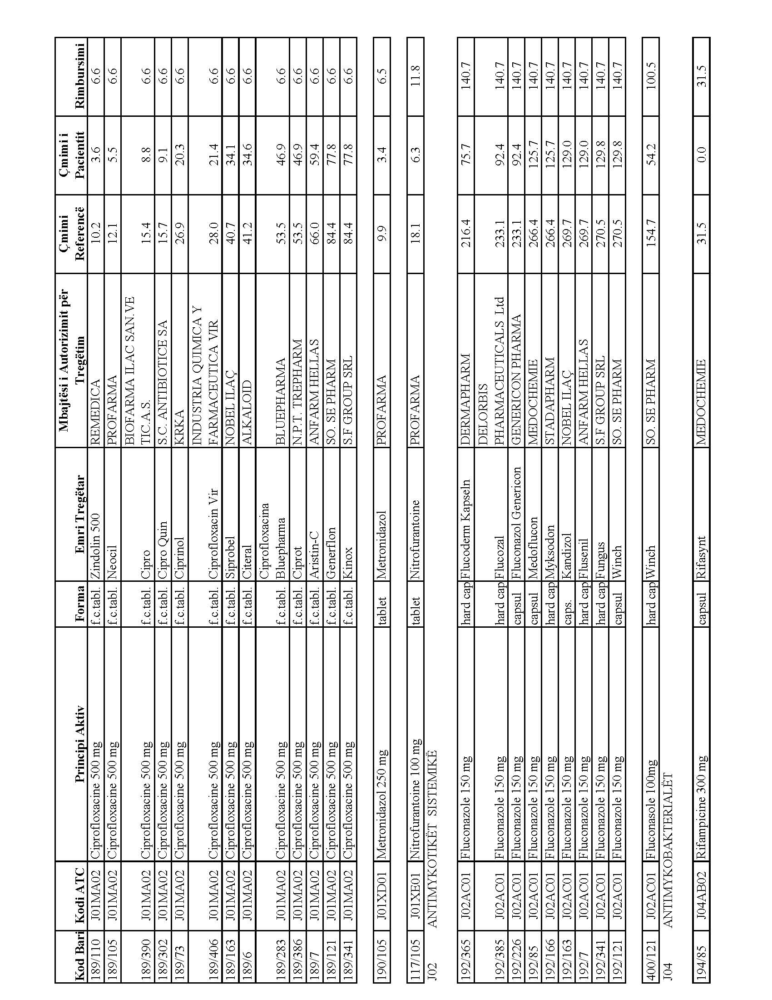 Kod Bari Kodi ATC Principi Aktiv Forma Emri Tregëtar Mbajtësi i Autorizimit për Tregëtim Çmimi Referencë Çmimi i Pacientit Rimbursimi
189/110 J01MA02 Ciprofloxacine 500 mg f.c.tabl. Zindolin 500 REMEDICA 10.2 3.6 6.6
189/105 J01MA02 Ciprofloxacine 500 mg f.c.tabl. Neocil PROFARMA 12.1 5.5 6.6
189/390 J01MA02 Ciprofloxacine 500 mg f.c.tabl. Cipro BIOFARMA ILAC SAN.VE TIC.A.S. 15.4 8.8 6.6
189/302 J01MA02 Ciprofloxacine 500 mg f.c.tabl. Cipro Quin S.C. ANTIBIOTICE SA 15.7 9.1 6.6
189/73 J01MA02 Ciprofloxacine 500 mg f.c.tabl. Ciprinol KRKA 26.9 20.3 6.6
189/406 J01MA02 Ciprofloxacine 500 mg f.c.tabl. Ciprofloxacin Vir INDUSTRIA QUIMICA Y FARMACEUTICA VIR 28.0 21.4 6.6
189/163 J01MA02 Ciprofloxacine 500 mg f.c.tabl. Siprobel NOBEL ILAÇ 40.7 34.1 6.6
189/6 J01MA02 Ciprofloxacine 500 mg f.c.tabl. Citeral ALKALOID 41.2 34.6 6.6
189/283 J01MA02 Ciprofloxacine 500 mg f.c.tabl. Ciprofloxacina Bluepharma BLUEPHARMA 53.5 46.9 6.6
189/386 J01MA02 Ciprofloxacine 500 mg f.c.tabl. Ciprot N.P.T. TREPHARM 53.5 46.9 6.6
189/7 J01MA02 Ciprofloxacine 500 mg f.c.tabl. Aristin-C ANFARM HELLAS 66.0 59.4 6.6
189/121 J01MA02 Ciprofloxacine 500 mg f.c.tabl. Generflon SO. SE PHARM 84.4 77.8 6.6
189/341 J01MA02 Ciprofloxacine 500 mg f.c.tabl. Kinox S.F GROUP SRL 84.4 77.8 6.6
190/105 J01XD01 Metronidazol 250 mg tablet Metronidazol PROFARMA 9.9 3.4 6.5
117/105 J01XE01 Nitrofurantoine 100 mg tablet Nitrofurantoine PROFARMA 18.1 6.3 11.8
J02 ANTIMYKOTIKËT SISTEMIKË
192/365 J02AC01 Fluconazole 150 mg hard cap Flucoderm Kapseln DERMAPHARM 216.4 75.7 140.7
192/385 J02AC01 Fluconazole 150 mg hard cap Flucozal DELORBIS PHARMACEUTICALS Ltd 233.1 92.4 140.7
192/226 J02AC01 Fluconazole 150 mg capsul Fluconazol Genericon GENERICON PHARMA 233.1 92.4 140.7
192/85 J02AC01 Fluconazole 150 mg capsul Medoflucon MEDOCHEMIE 266.4 125.7 140.7
192/166 J02AC01 Fluconazole 150 mg hard cap Myksodon STADAPHARM 266.4 125.7 140.7
192/163 J02AC01 Fluconazole 150 mg caps. Kandizol NOBEL ILAÇ 269.7 129.0 140.7
192/7 J02AC01 Fluconazole 150 mg hard cap Flusenil ANFARM HELLAS 269.7 129.0 140.7
192/341 J02AC01 Fluconazole 150 mg hard cap Fungus S.F GROUP SRL 270.5 129.8 140.7
192/121 J02AC01 Fluconazole 150 mg capsul Winch SO. SE PHARM 270.5 129.8 140.7
400/121 J02AC01 Fluconasole 100mg hard cap Winch SO. SE PHARM 154.7 54.2 100.5
J04 ANTIMYKOBAKTERIALËT
194/85 J04AB02 Rifampicine 300 mg capsul Rifasynt MEDOCHEMIE 31.5 0.0 31.5